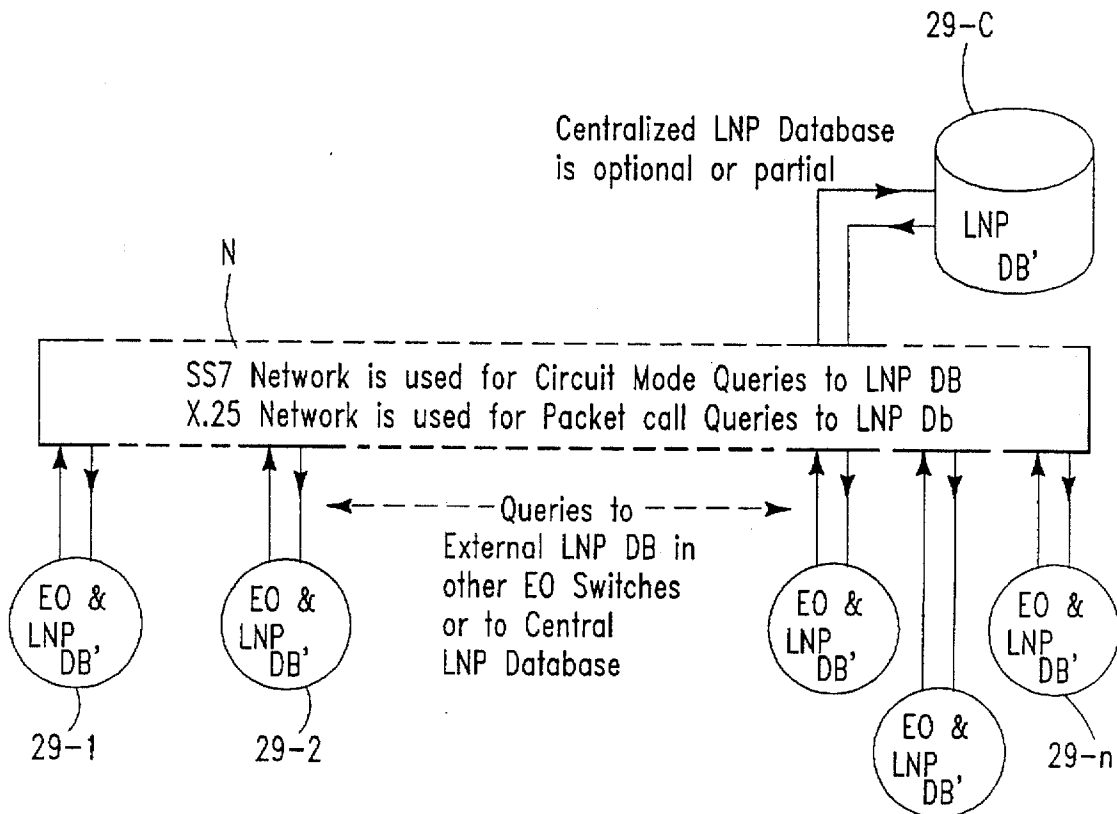 29-C
Centralized LNP Database
is optional or partial
LNP
DB'
N
SS7 Network is used for Circuit Mode Queries to LNP DB
X.25 Network is used for Packet call Queries to LNP Db
Queries to
External LNP DB in
other EO Switches
or to Central
LNP Database
EO &
LNP
DB'
29-1
EO &
LNP
DB'
29-2
EO &
LNP
DB'
EO &
LNP
DB'
EO &
LNP
DB'
29-n